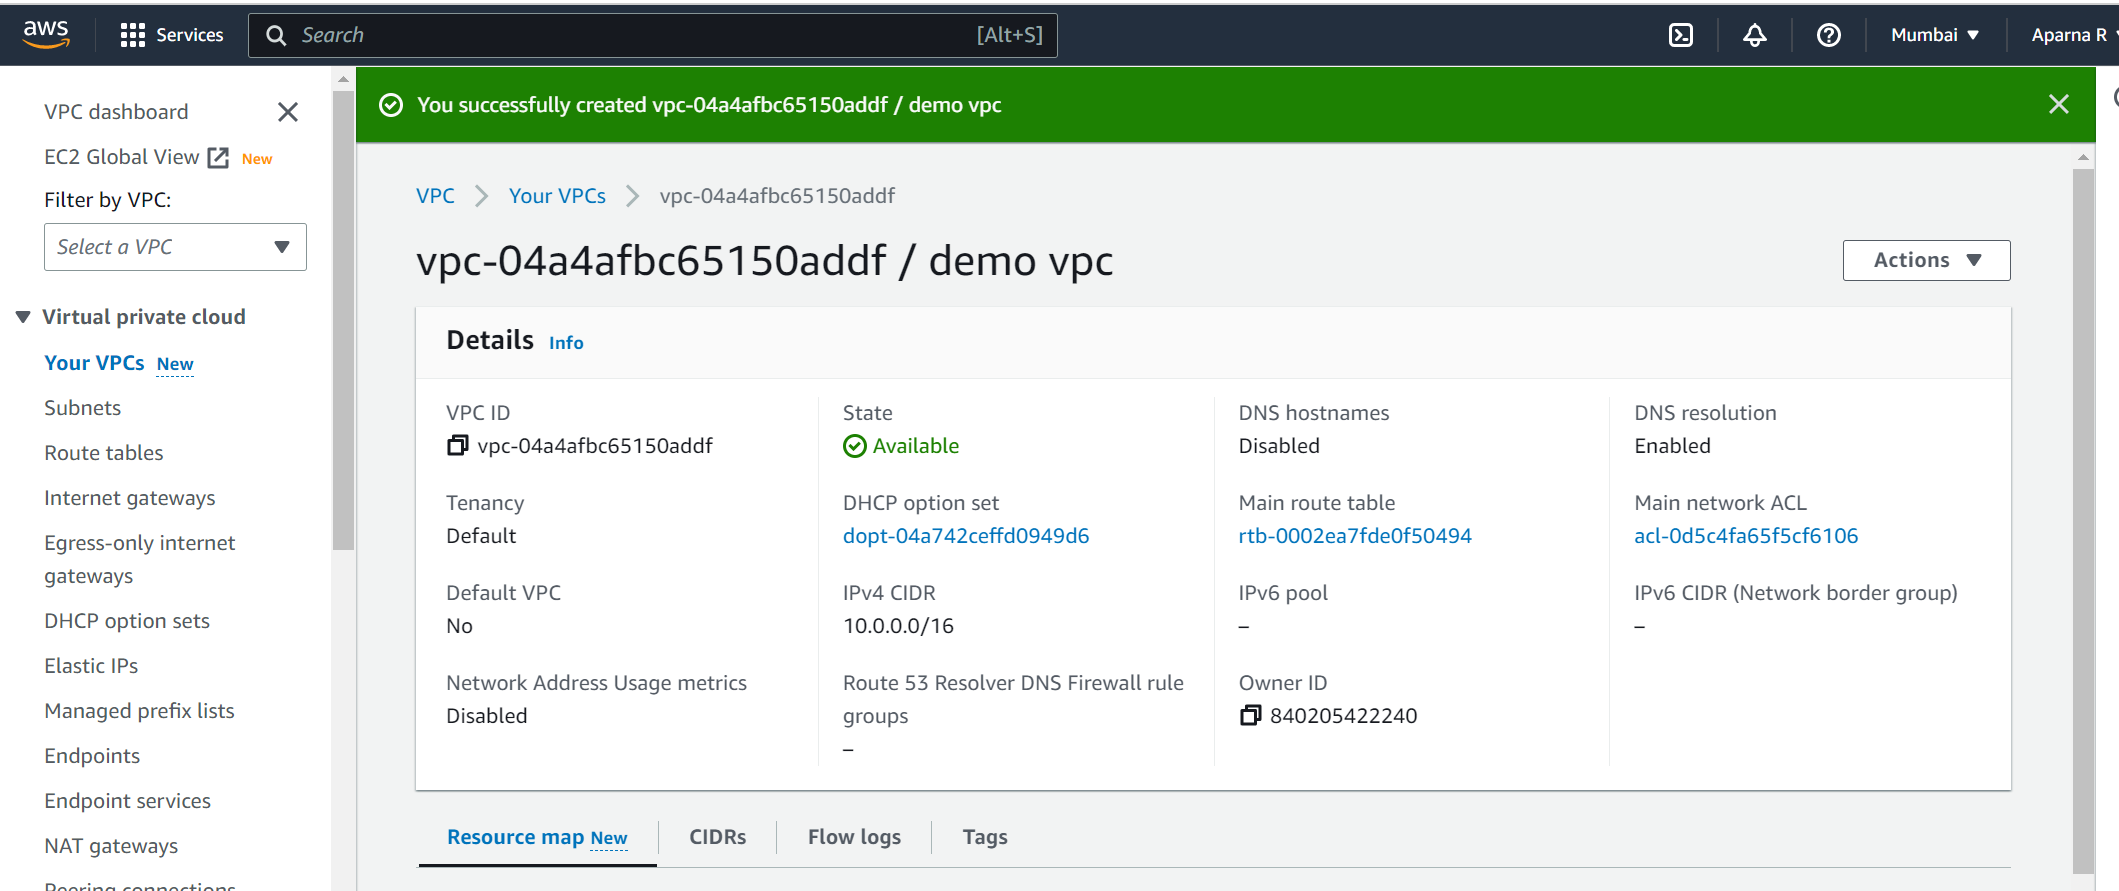 aws
Services
Search [Alt+S]
Mumbai
Aparna R
VPC dashboard
EC2 Global View New
Filter by VPC:
Select a VPC
Virtual private cloud
Your VPCs New
Subnets
Route tables
Internet gateways
Egress-only internet
gateways
DHCP option sets
Elastic IPs
Managed prefix lists
Endpoints
Endpoint services
NAT gateways
Peering connections
You successfully created vpc-04a4afbc65150addf / demo vpc
VPC Your VPCs vpc-04a4afbc65150addf
vpc-04a4afbc65150addf / demo vpc
Actions
Details Info
VPC ID
vpc-04a4afbc65150addf
State
Available
DNS hostnames
Disabled
DNS resolution
Enabled
Tenancy
Default
DHCP option set
dopt-04a742ceffd0949d6
Main route table
rtb-0002ea7fde0f50494
Main network ACL
acl-0d5c4fa65f5cf6106
Default VPC
No
IPv4 CIDR
10.0.0.0/16
IPv6 pool
–
IPv6 CIDR (Network border group)
–
Network Address Usage metrics
Disabled
Route 53 Resolver DNS Firewall rule
groups
–
Owner ID
840205422240
Resource map New
CIDRs
Flow logs
Tags